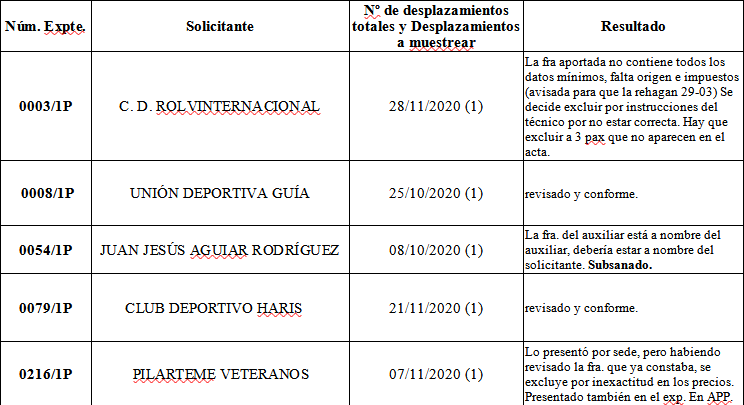 Núm. Expte.
Solicitante
Nº de desplazamientos
totales y Desplazamientos
a muestrear
Resultado
0003/1P
C. D. ROLVINTERNACIONAL
28/11/2020 (1)
La fra aportada no contiene todos los
datos mínimos, falta origen e impuestos
(avisada para que la rehagan 29-03) Se
decide excluir por instrucciones del
técnico por no estar correcta. Hay que
excluir a 3 pax que no aparecen en el
acta.
0008/1P
UNIÓN DEPORTIVA GUÍA
25/10/2020 (1)
revisado y conforme.
0054/1P
JUAN JESÚS AGUIAR RODRÍGUEZ
08/10/2020 (1)
La fra. del auxiliar está a nombre del
auxiliar, debería estar a nombre del
solicitante. Subsanado.
0079/1P
CLUB DEPORTIVO HARIS
21/11/2020 (1)
revisado y conforme.
0216/1P
PILARTEME VETERANOS
07/11/2020 (1)
Lo presentó por sede, pero habiendo
revisado la fra. que ya constaba, se
excluye por inexactitud en los precios.
Presentado también en el exp. En APP.